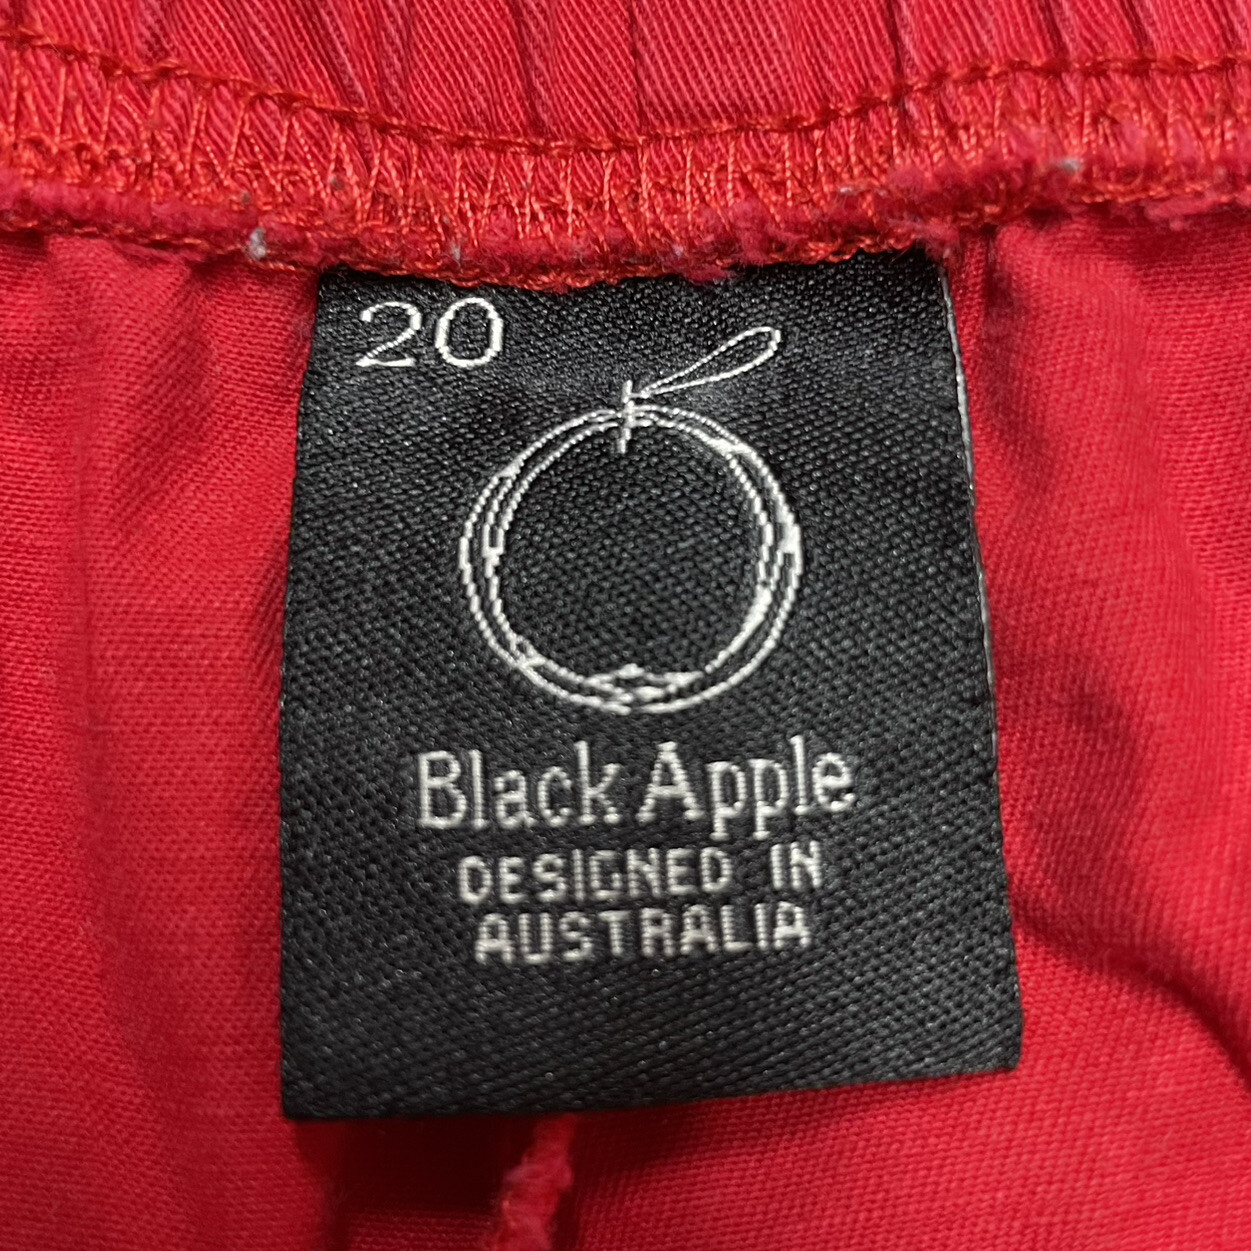 20
Black Apple
DESIGNED IN
AUSTRALIA